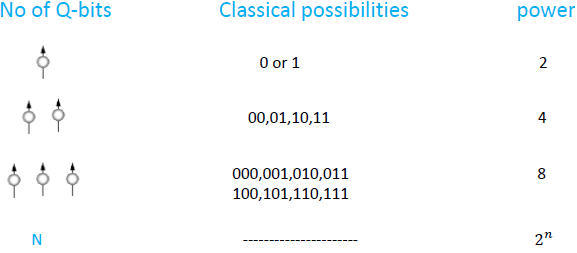 No of Q-bits Classical possibilities power
0 or 1 2
00,01,10,11 4
000,001,010,011 8
100,101,110,111
N ---------------------- 2ⁿ